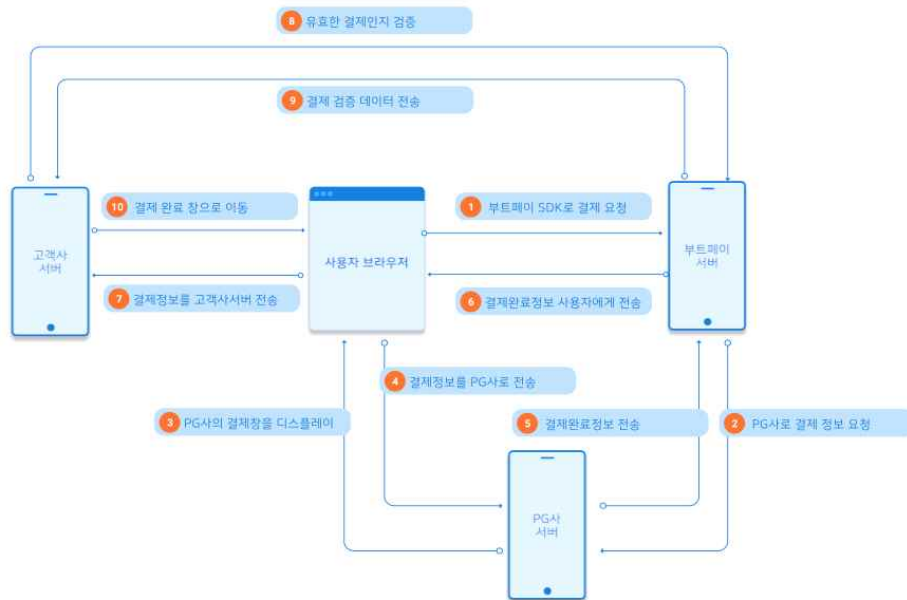 8 유효한 결제인지 검증
9 결제 검증 데이터 전송
10 결제 완료 창으로 이동
1 부트페이 SDK로 결제 요청
고객사
서버
사용자 브라우저
부트페이
서버
7 결제정보를 고객사서버 전송
6 결제완료정보 사용자에게 전송
4 결제정보를 PG사로 전송
3 PG사의 결제창을 디스플레이
5 결제완료정보 전송
2 PG사로 결제 정보 요청
PG사
서버